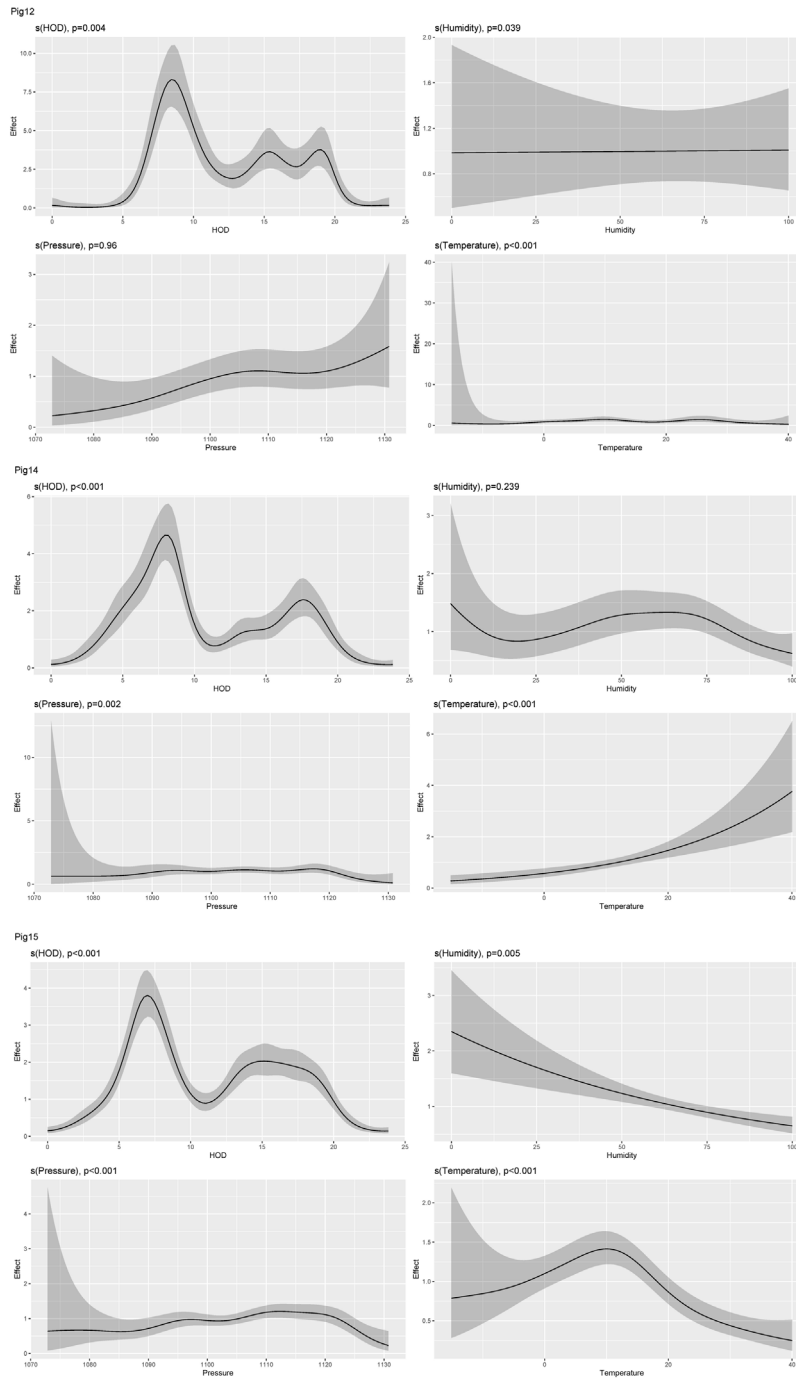 Pig12
s(HOD), p=0.004
10.0
7.5
5.0
2.5
0.0
Effect
0 5 10 15 20 25
HOD
s(Humidity), p=0.039
2.0
1.6
1.2
0.8
Effect
0 25 50 75 100
Humidity
s(Pressure), p=0.96
3
2
1
0
Effect
1070 1080 1090 1100 1110 1120 1130
Pressure
s(Temperature), p<0.001
40
30
20
10
0
Effect
0 20 40
Temperature
Pig14
s(HOD), p<0.001
6
4
2
0
Effect
0 5 10 15 20 25
HOD
s(Humidity), p=0.239
3
2
1
Effect
0 25 50 75 100
Humidity
s(Pressure), p=0.002
10
5
0
Effect
1070 1080 1090 1100 1110 1120 1130
Pressure
s(Temperature), p<0.001
6
4
2
0
Effect
0 20 40
Temperature
Pig15
s(HOD), p<0.001
4
3
2
1
0
Effect
0 5 10 15 20 25
HOD
s(Humidity), p=0.005
3
2
1
Effect
0 25 50 75 100
Humidity
s(Pressure), p<0.001
4
3
2
1
0
Effect
1070 1080 1090 1100 1110 1120 1130
Pressure
s(Temperature), p<0.001
2.0
1.5
1.0
0.5
Effect
0 20 40
Temperature